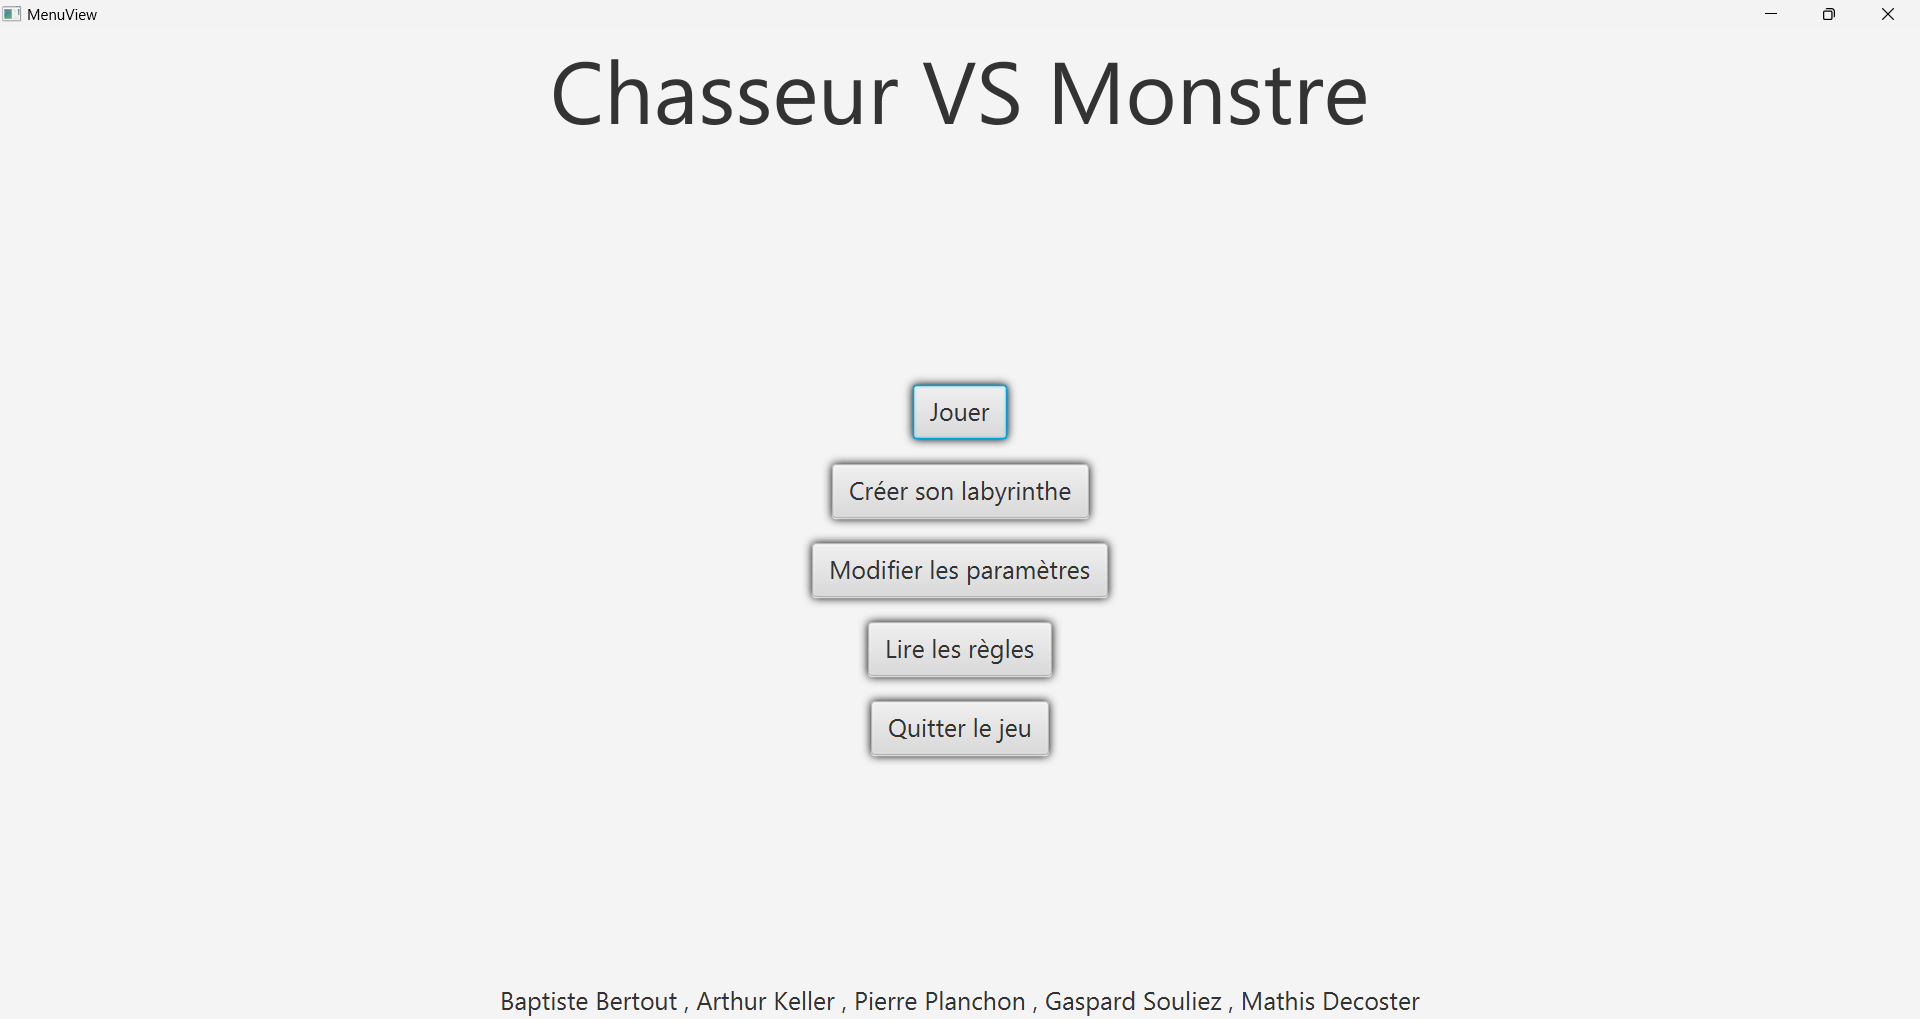 MenuView
Chasseur VS Monstre
Jouer
Créer son labyrinthe
Modifier les paramètres
Lire les règles
Quitter le jeu
Baptiste Bertout , Arthur Keller , Pierre Planchon , Gaspard Souliez , Mathis Decoster